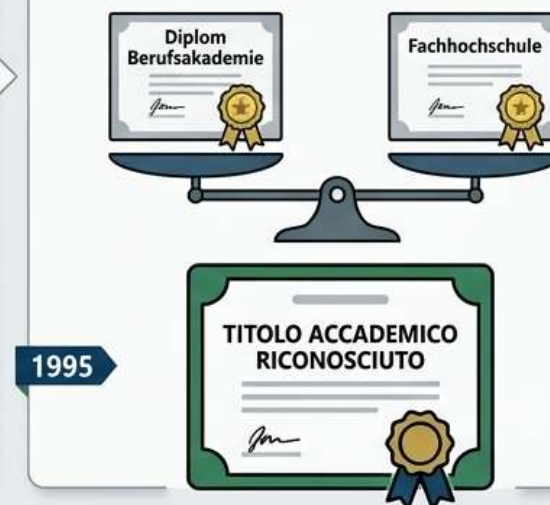 Diplom
Berufsakademie
Fachhochschule
TITOLO ACCADEMICO
RICONOSCIUTO
1995